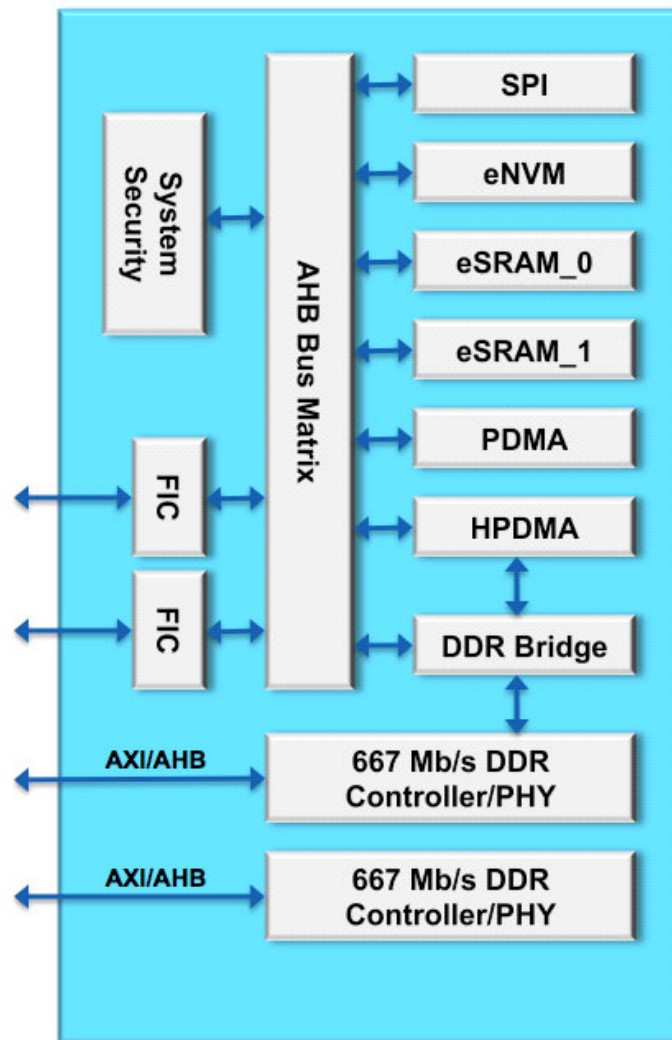 SPI
eNVM
System
Security
eSRAM_0
AHB Bus Matrix
eSRAM_1
PDMA
FIC
HPDMA
FIC
DDR Bridge
AXI/AHB
667 Mb/s DDR
Controller/PHY
AXI/AHB
667 Mb/s DDR
Controller/PHY